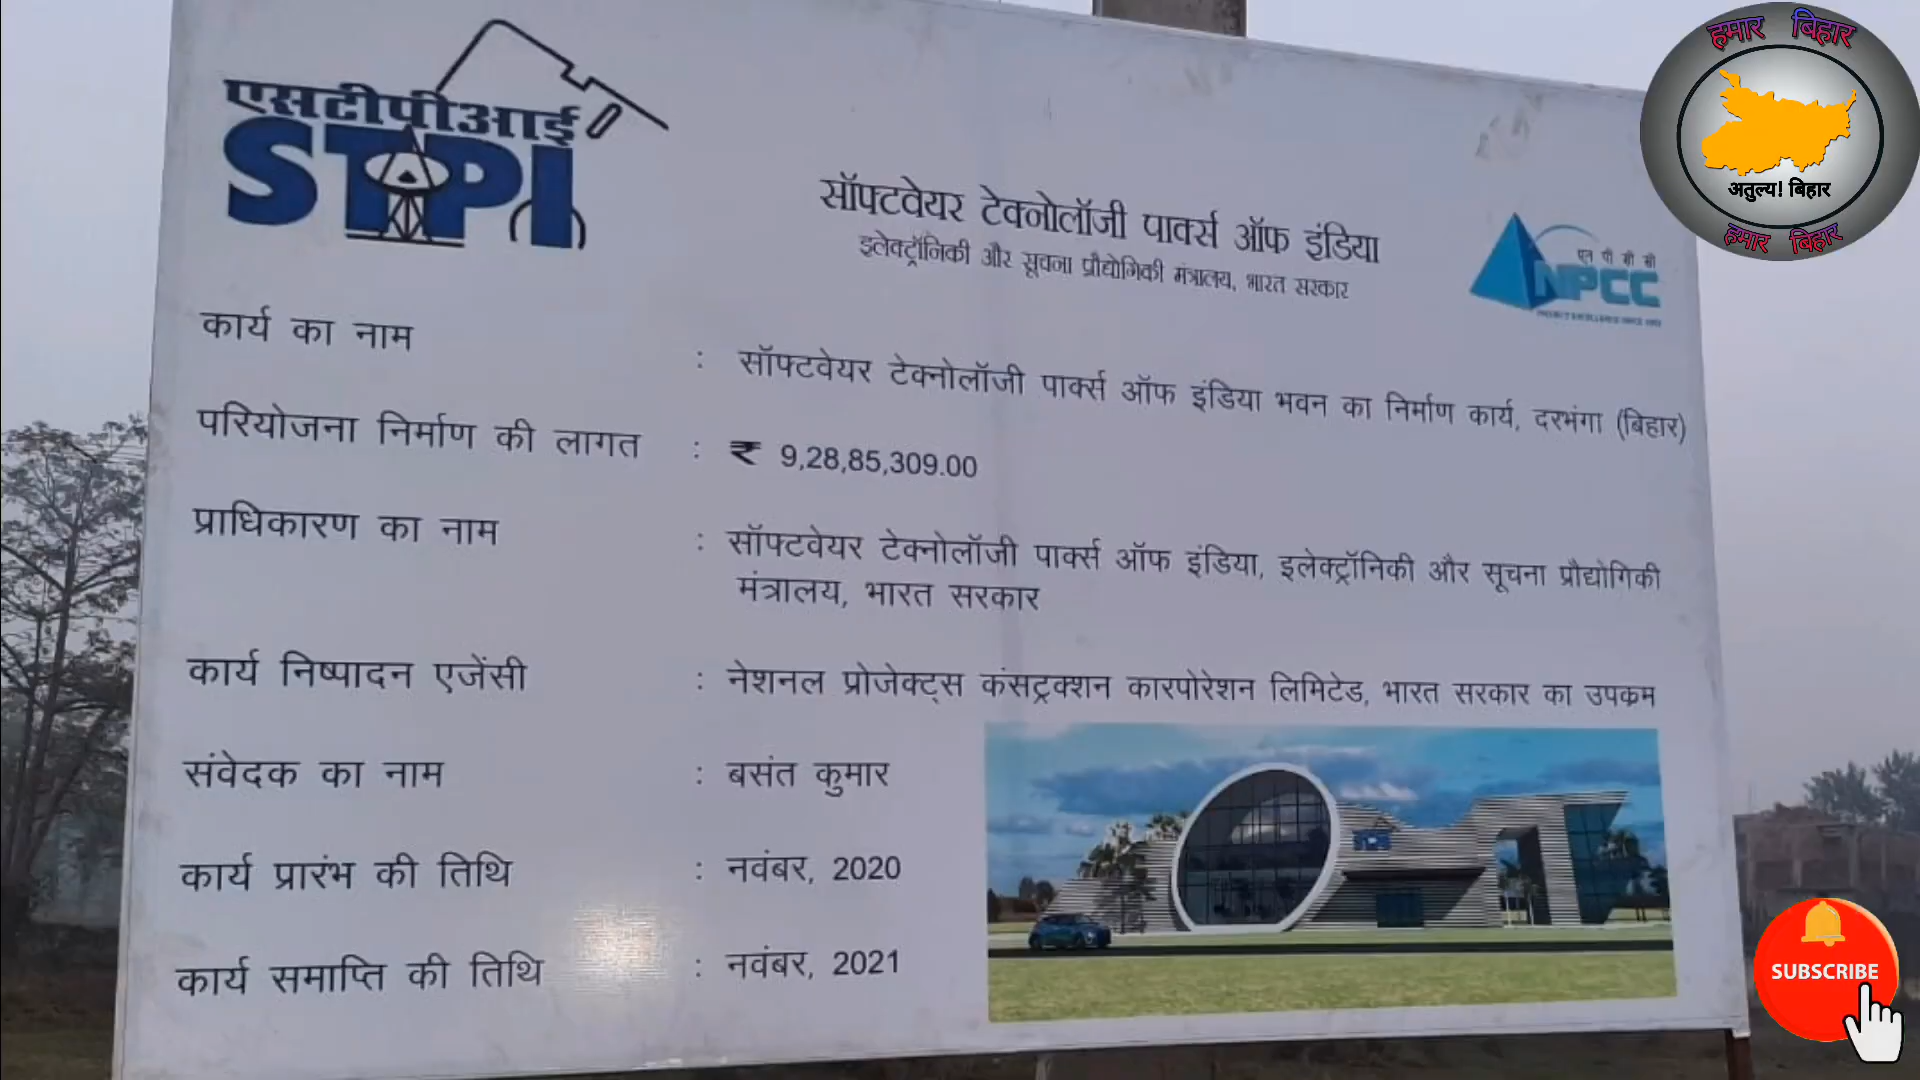 हमार बिहार
अतुल्य! बिहार
हमार बिहार
एसटीपीआई
STPI
सॉफ्टवेयर टेक्नोलॉजी पार्क्स ऑफ इंडिया
इलेक्ट्रॉनिकी और सूचना प्रौद्योगिकी मंत्रालय, भारत सरकार
एन पी सी सी
NPCC
कार्य का नाम : सॉफ्टवेयर टेक्नोलॉजी पार्क्स ऑफ इंडिया भवन का निर्माण कार्य, दरभंगा (बिहार)
परियोजना निर्माण की लागत : ₹ 9,28,85,309.00
प्राधिकारण का नाम : सॉफ्टवेयर टेक्नोलॉजी पार्क्स ऑफ इंडिया, इलेक्ट्रॉनिकी और सूचना प्रौद्योगिकी
मंत्रालय, भारत सरकार
कार्य निष्पादन एजेंसी : नेशनल प्रोजेक्ट्स कंसट्रक्शन कारपोरेशन लिमिटेड, भारत सरकार का उपक्रम
संवेदक का नाम : बसंत कुमार
कार्य प्रारंभ की तिथि : नवंबर, 2020
कार्य समाप्ति की तिथि : नवंबर, 2021
SUBSCRIBE